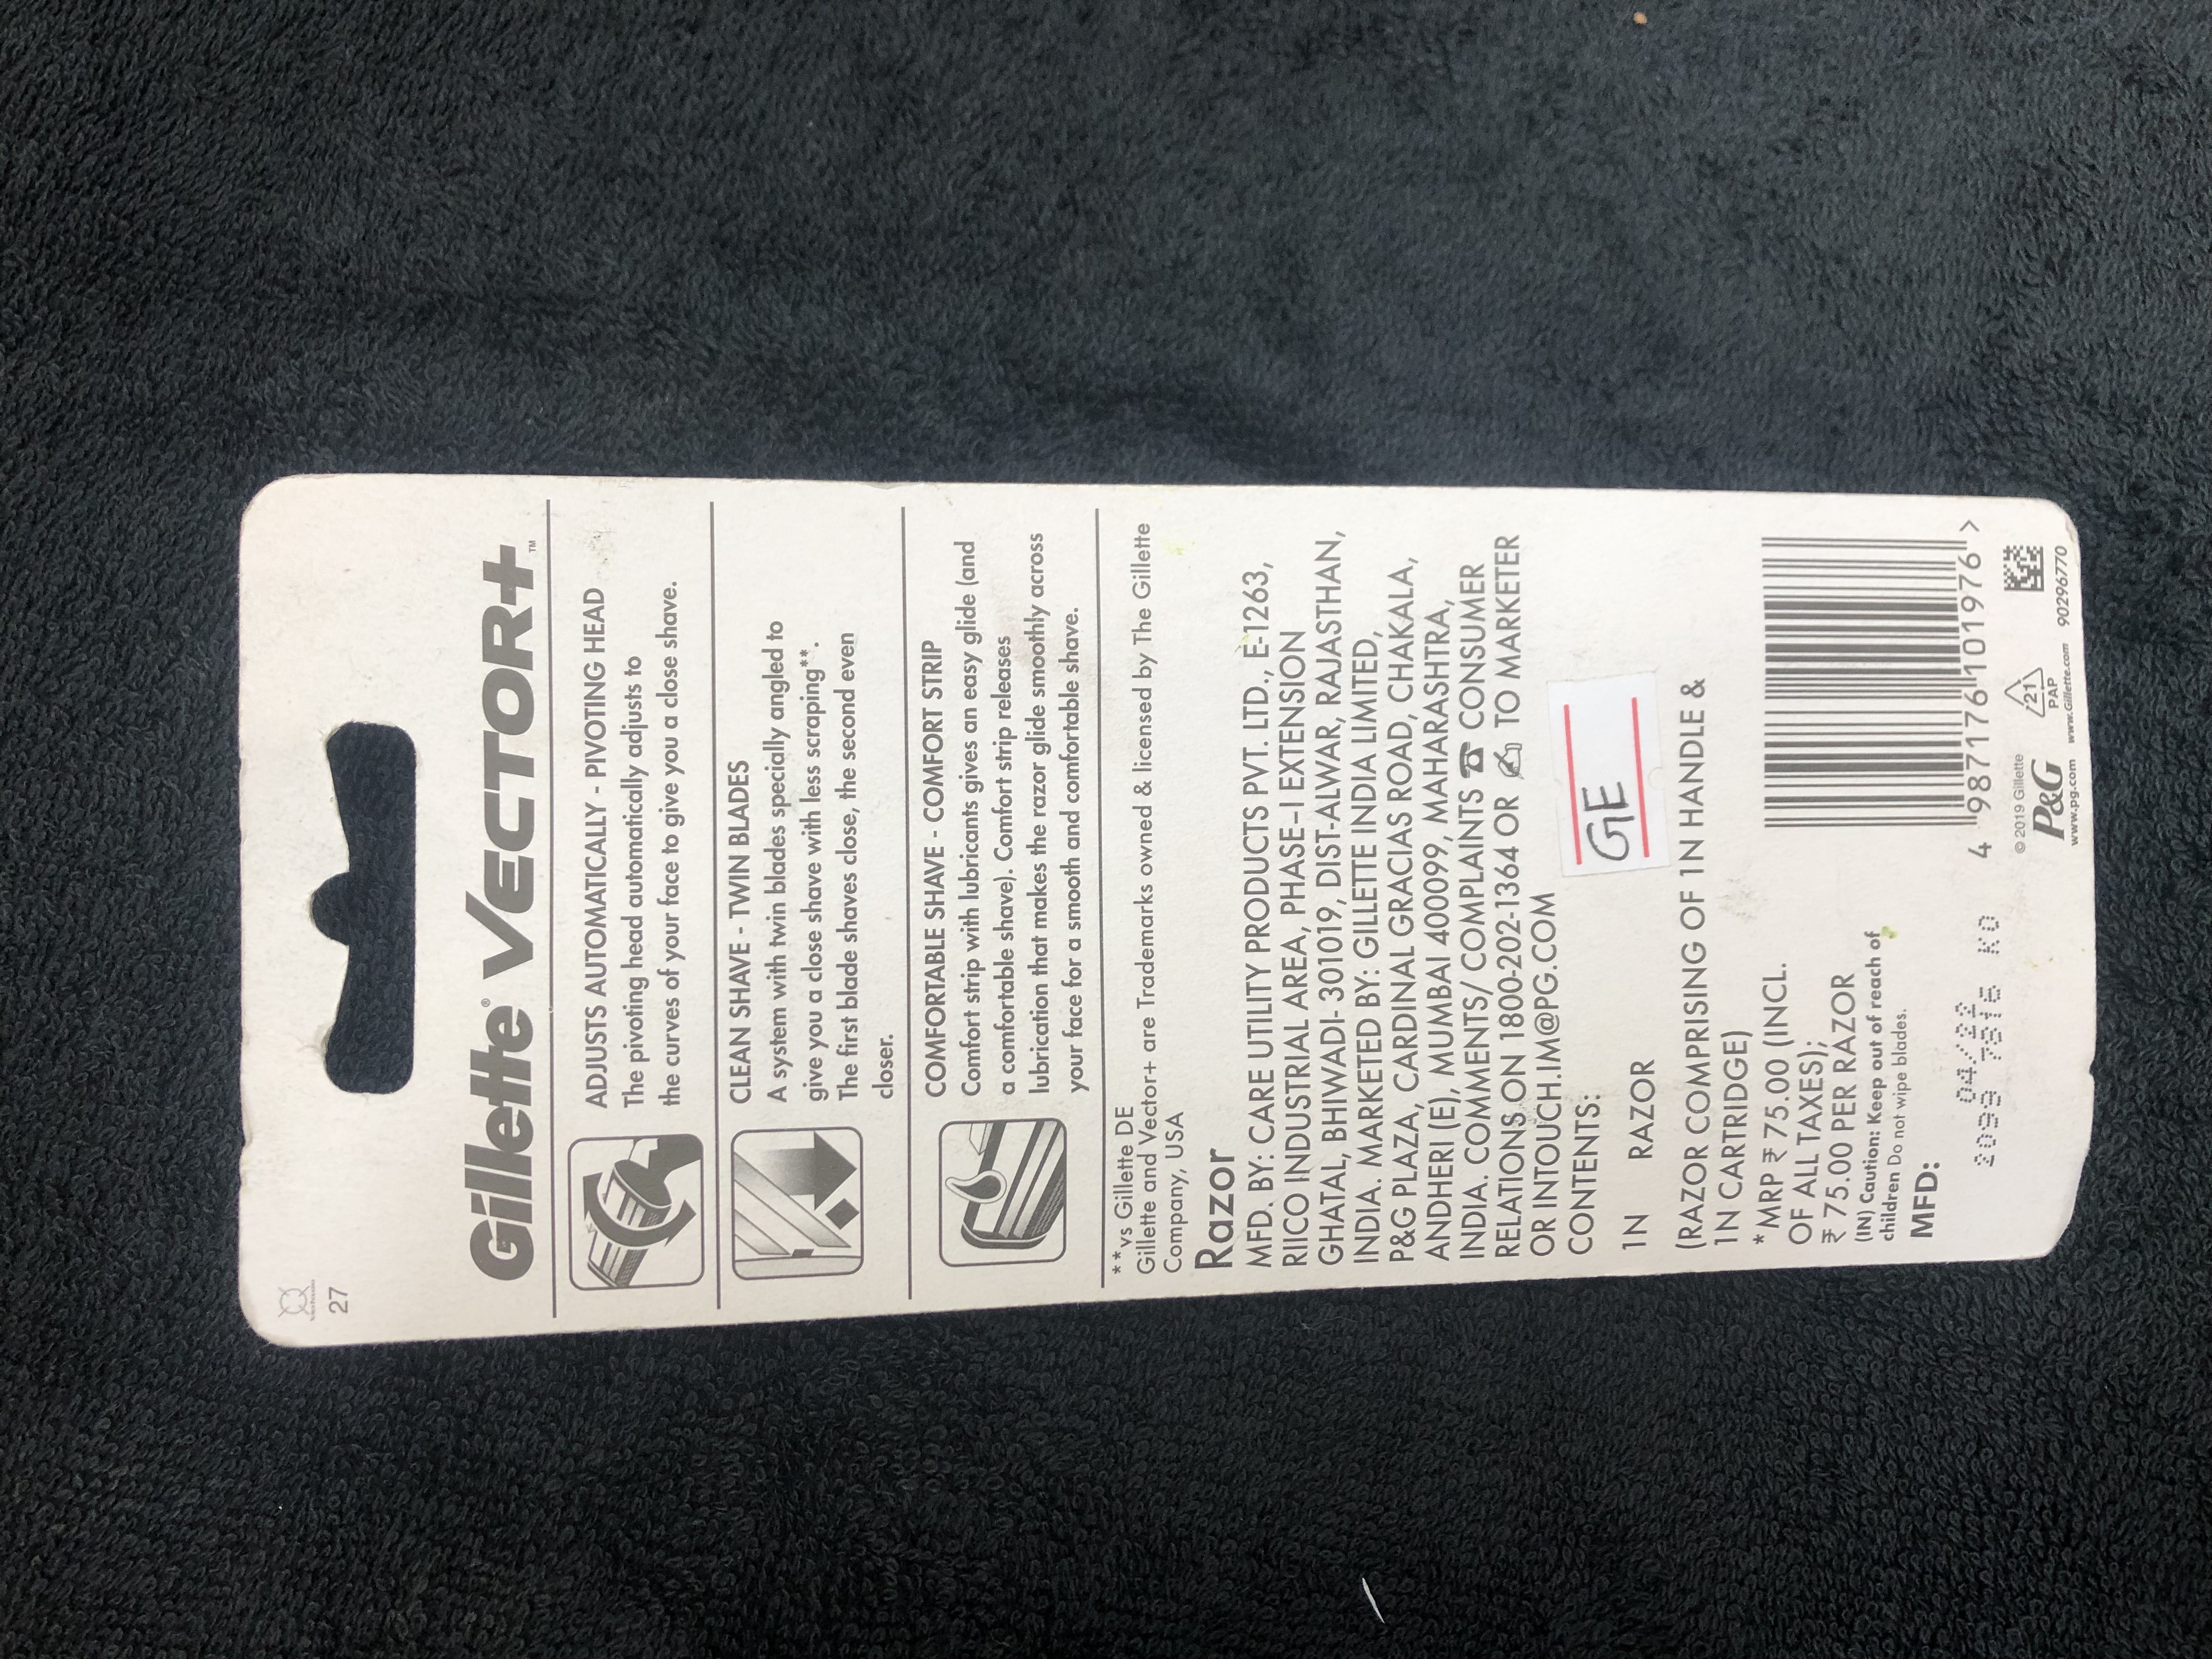 27
Gillette® VECTOR+™
ADJUSTS AUTOMATICALLY - PIVOTING HEAD
The pivoting head automatically adjusts to
the curves of your face to give you a close shave.
CLEAN SHAVE - TWIN BLADES
A system with twin blades specially angled to
give you a close shave with less scraping**.
The first blade shaves close, the second even
closer.
COMFORTABLE SHAVE - COMFORT STRIP
Comfort strip with lubricants gives an easy glide (and
a comfortable shave). Comfort strip releases
lubrication that makes the razor glide smoothly across
your face for a smooth and comfortable shave.
**vs Gillette DE
Gillette and Vector+ are Trademarks owned & licensed by The Gillette
Company, USA
Razor
MFD. BY: CARE UTILITY PRODUCTS PVT. LTD., E-1263,
RIICO INDUSTRIAL AREA, PHASE-I EXTENSION
GHATAL, BHIWADI- 301019, DIST-ALWAR, RAJASTHAN,
INDIA. MARKETED BY: GILLETTE INDIA LIMITED,
P&G PLAZA, CARDINAL GRACIAS ROAD, CHAKALA,
ANDHERI (E), MUMBAI 400099, MAHARASHTRA,
INDIA. COMMENTS/ COMPLAINTS ☎ CONSUMER
RELATIONS ON 1800-202-1364 OR ✍ TO MARKETER
OR INTOUCH.IM@PG.COM
CONTENTS:
GE
1N RAZOR
(RAZOR COMPRISING OF 1N HANDLE &
1N CARTRIDGE)
*MRP ₹ 75.00 (INCL.
OF ALL TAXES);
₹ 75.00 PER RAZOR
(IN) Caution: Keep out of reach of
children Do not wipe blades.
MFD:
04/22
4 987176 101976 >
© 2019 Gillette
P&G
21
PAP
www.pg.com www.Gillette.com 90296770